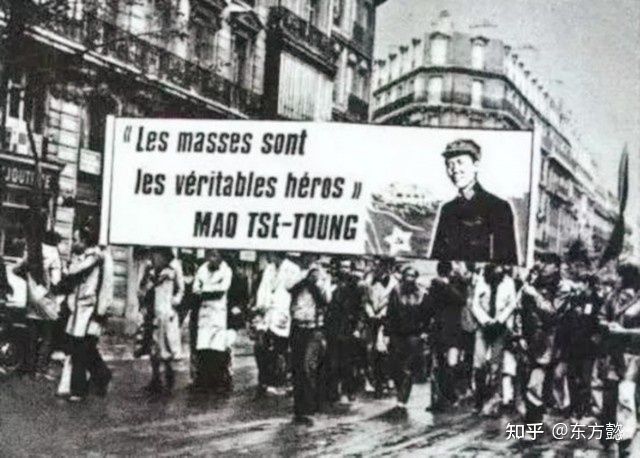 « Les masses sont
les véritables héros »
MAO TSE-TOUNG
知乎 @东方懿